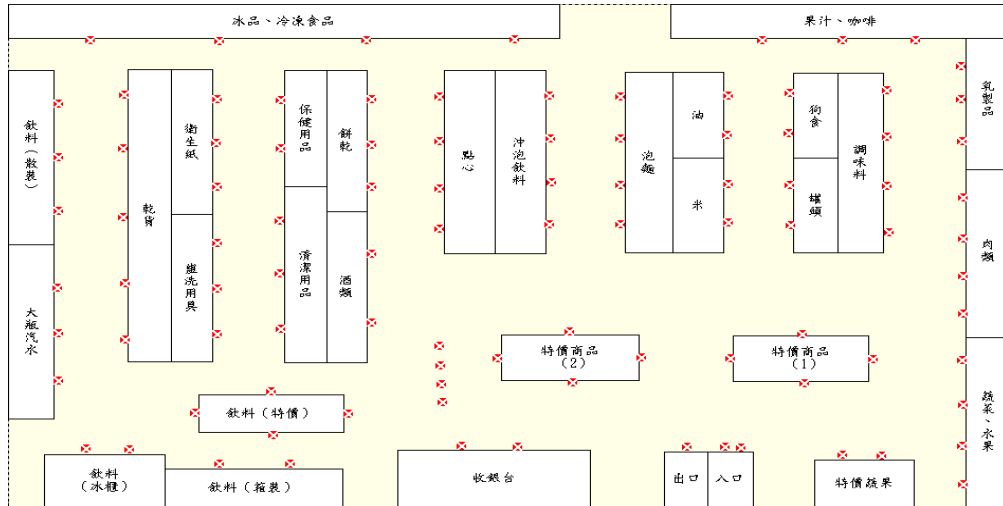 冰品、冷凍食品
果汁、咖啡
飲料（散裝）
大瓶汽水
乾貨
衛生紙
盥洗用具
保健用品
清潔用品
餅乾
酒類
點心
沖泡飲料
泡麵
油
米
狗食
罐頭
調味料
乳製品
肉類
蔬菜、水果
特價商品
（2）
特價商品
（1）
飲料（特價）
飲料
（冰櫃）
飲料（箱裝）
收銀台
出口
入口
特價蔬果